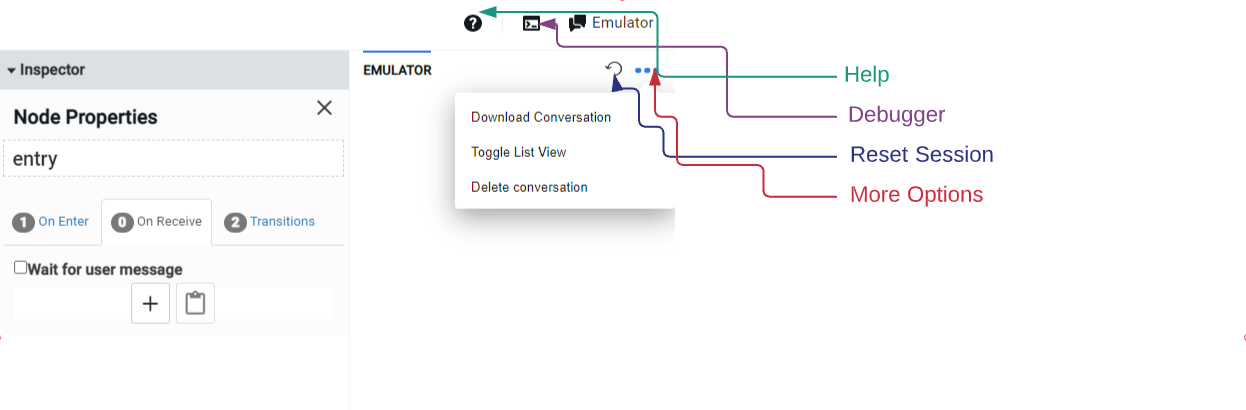 Emulator
Inspector
EMULATOR
Help
Node Properties
Download Conversation
Debugger
entry
Toggle List View
Reset Session
Delete conversation
More Options
1 On Enter
0 On Receive
2 Transitions
Wait for user message